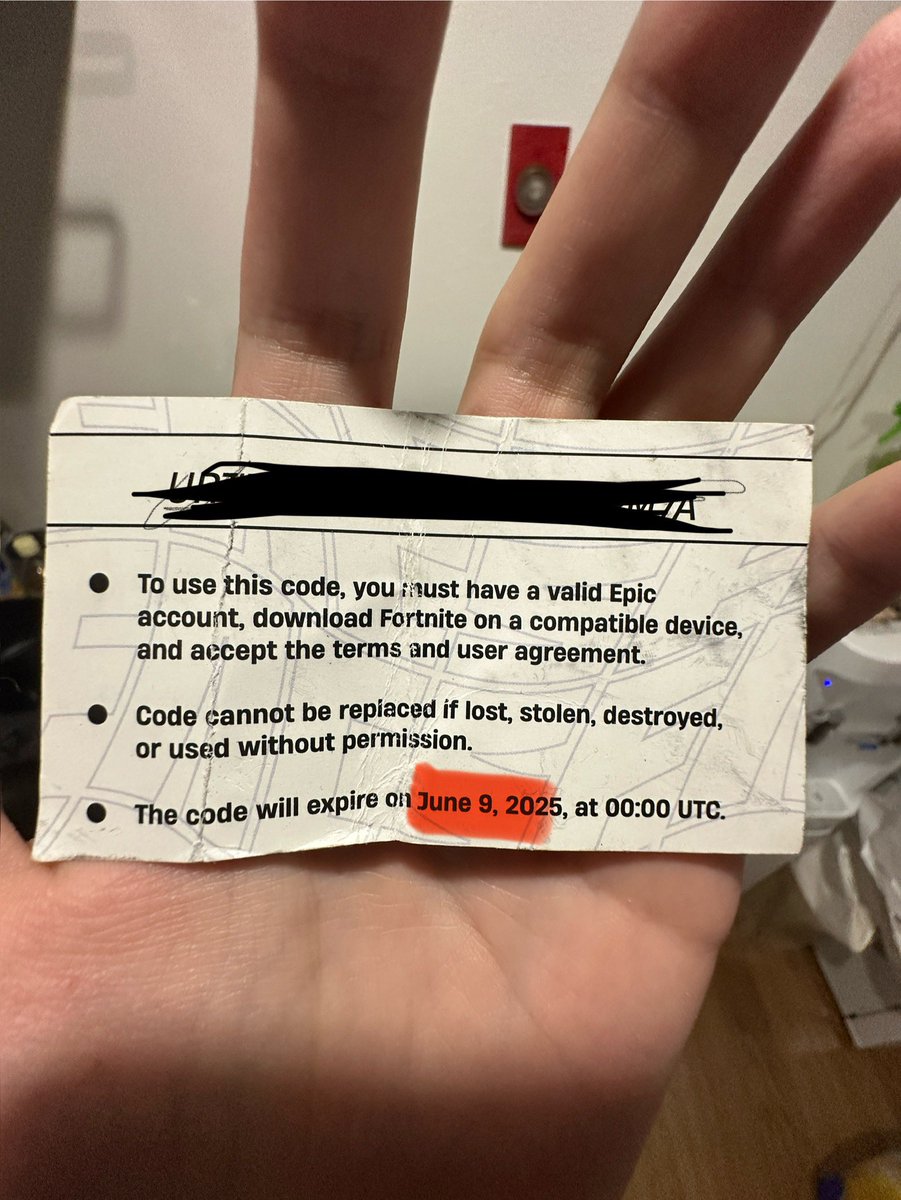 To use this code, you must have a valid Epic
account, download Fortnite on a compatible device,
and accept the terms and user agreement.
Code cannot be replaced if lost, stolen, destroyed,
or used without permission.
The code will expire on June 9, 2025, at 00:00 UTC.